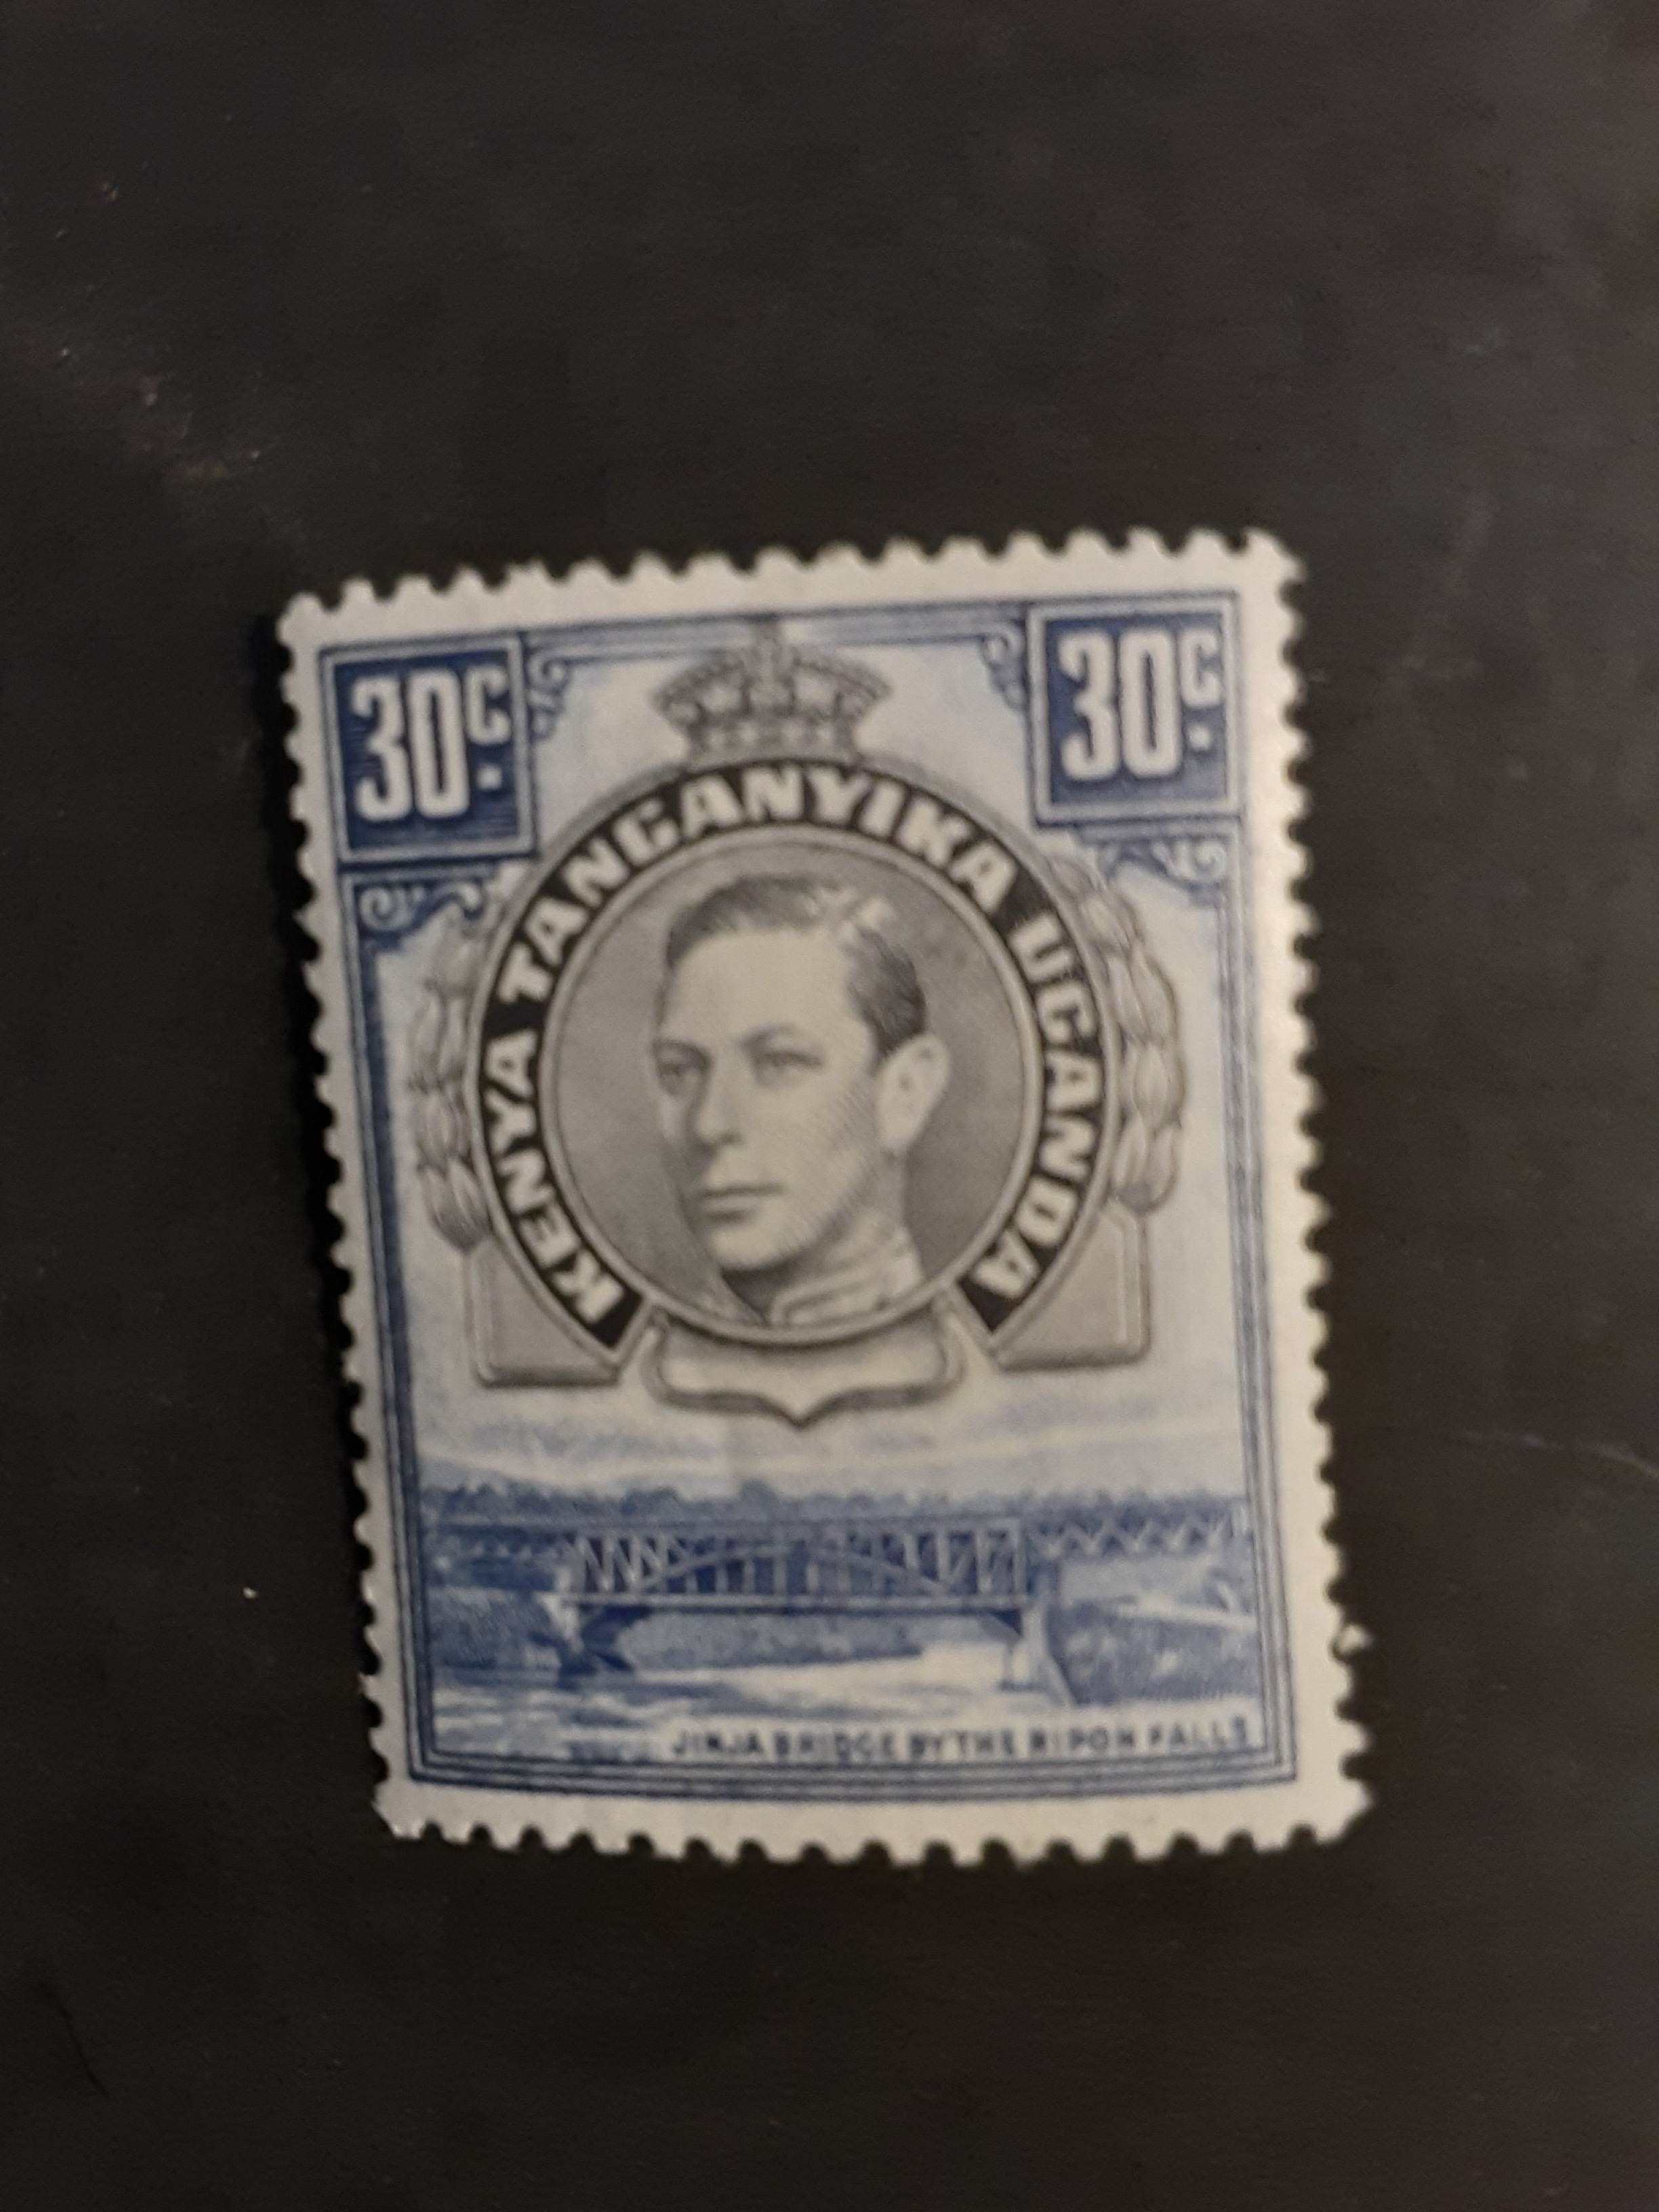 30c.
30c.
KENYA TANGANYIKA UGANDA
JINJA BRIDGE BY THE RIPON FALLS